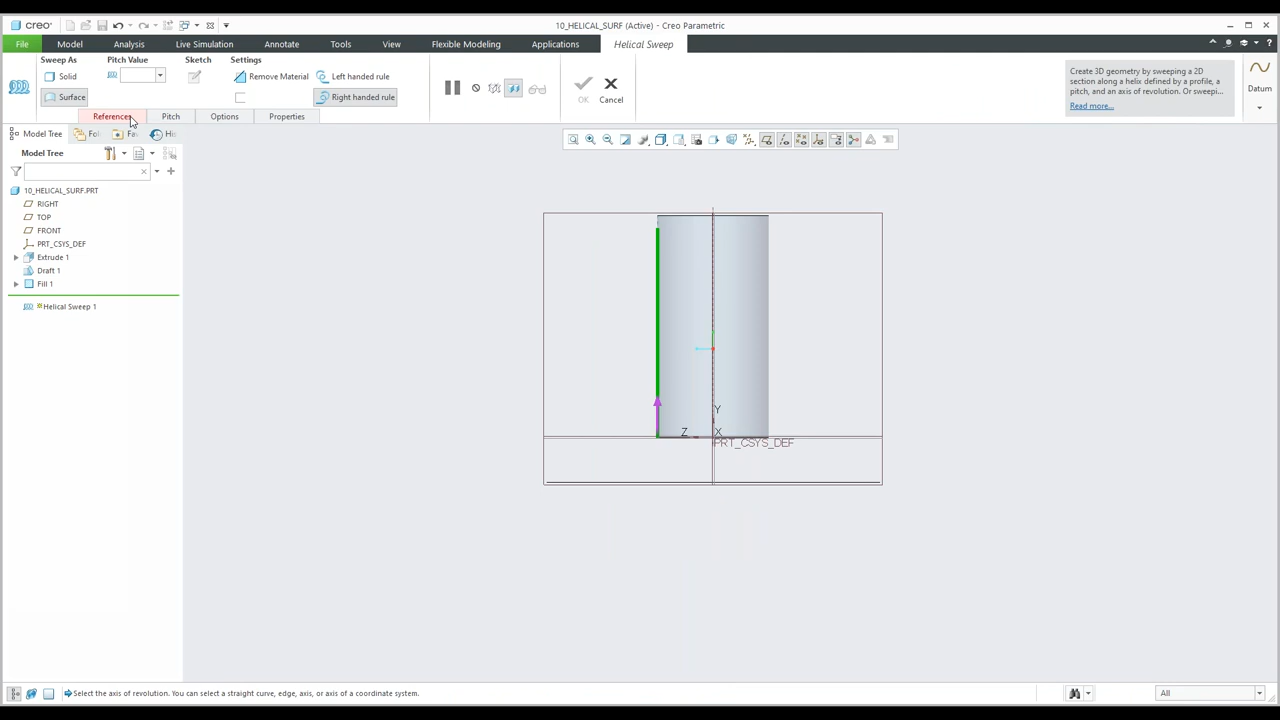 creo
10_HELICAL_SURF (Active) - Creo Parametric
File
Model
Analysis
Live Simulation
Annotate
Tools
View
Flexible Modeling
Applications
Helical Sweep
Sweep As
Pitch Value
Sketch
Settings
Solid
Remove Material
Left handed rule
Surface
Right handed rule
OK
Cancel
Create 3D geometry by sweeping a 2D
section along a helix defined by a profile, a
pitch, and an axis of revolution. Or sweepi...
Read more...
Datum
References
Pitch
Options
Properties
Model Tree
Fol
Fav
His
Model Tree
10_HELICAL_SURF.PRT
RIGHT
TOP
FRONT
PRT_CSYS_DEF
Extrude 1
Draft 1
Fill 1
Helical Sweep 1
Y
Z
X
PRT_CSYS_DEF
Select the axis of revolution. You can select a straight curve, edge, axis, or axis of a coordinate system.
All